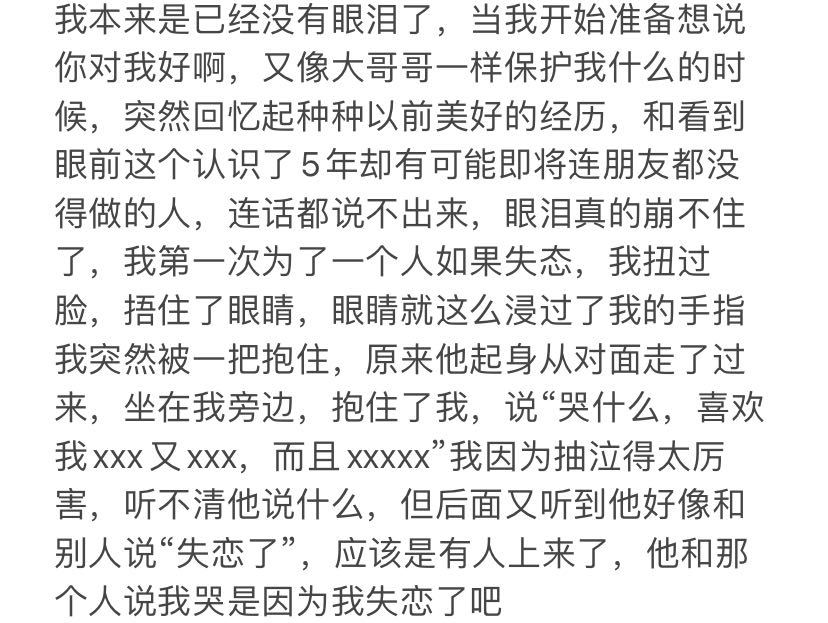 我本来是已经没有眼泪了，当我开始准备想说
你对我好啊，又像大哥哥一样保护我什么的时
候，突然回忆起种种以前美好的经历，和看到
眼前这个认识了5年却有可能即将连朋友都没
得做的人，连话都说不出来，眼泪真的崩不住
了，我第一次为了一个人如果失态，我扭过
脸，捂住了眼睛，眼睛就这么浸过了我的手指
我突然被一把抱住，原来他起身从对面走了过
来，坐在我旁边，抱住了我，说“哭什么，喜欢
我xxx又xxx，而且xxxxx”我因为抽泣得太厉
害，听不清他说什么，但后面又听到他好像和
别人说“失恋了”，应该是有人上来了，他和那
个人说我哭是因为我失恋了吧